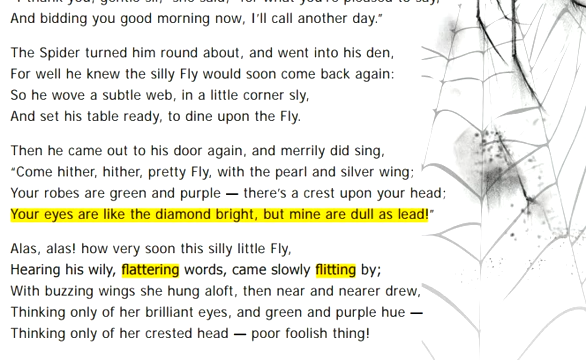 "I thank you, gentle sir," she said, "for what you're pleased to say,
And bidding you good morning now, I'll call another day."
The Spider turned him round about, and went into his den,
For well he knew the silly Fly would soon come back again:
So he wove a subtle web, in a little corner sly,
And set his table ready, to dine upon the Fly.
Then he came out to his door again, and merrily did sing,
"Come hither, hither, pretty Fly, with the pearl and silver wing;
Your robes are green and purple — there's a crest upon your head;
Your eyes are like the diamond bright, but mine are dull as lead!"
Alas, alas! how very soon this silly little Fly,
Hearing his wily, flattering words, came slowly flitting by;
With buzzing wings she hung aloft, then near and nearer drew,
Thinking only of her brilliant eyes, and green and purple hue —
Thinking only of her crested head — poor foolish thing!